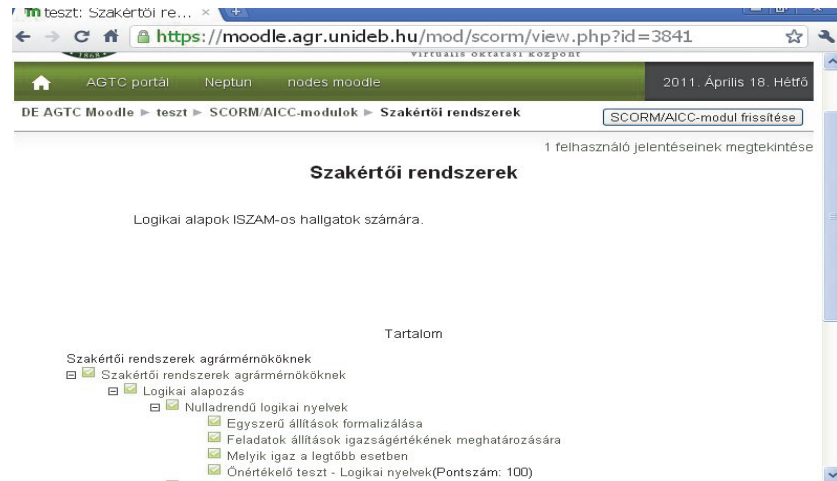 teszt: Szakértői re... ×
https://moodle.agr.unideb.hu/mod/scorm/view.php?id=3841
virtuális oktatási központ
AGTC portál Neptun nodes moodle 2011. Április 18. Hétfő
DE AGTC Moodle ► teszt ► SCORM/AICC-modulok ► Szakértői rendszerek SCORM/AICC-modul frissítése
1 felhasználó jelentéseinek megtekintése
Szakértői rendszerek
Logikai alapok ISZAM-os hallgatok számára.
Tartalom
Szakértői rendszerek agrármérnököknek
Szakértői rendszerek agrármérnököknek
Logikai alapozás
Nulladrendű logikai nyelvek
Egyszerű állítások formalizálása
Feladatok állítások igazságértékének meghatározására
Melyik igaz a legtöbb esetben
Önértékelő teszt - Logikai nyelvek(Pontszám: 100)